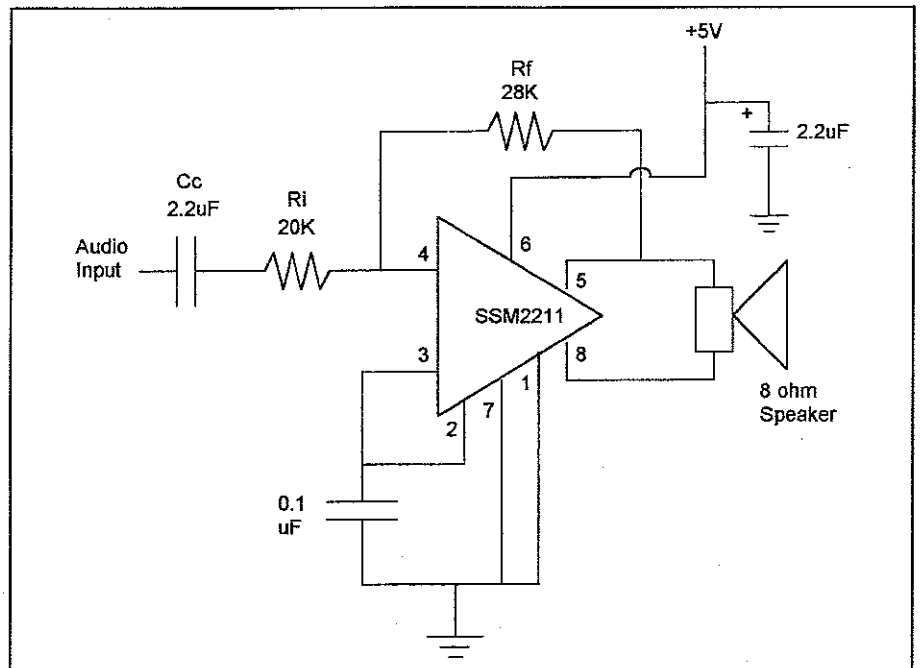 +5V
Rf
28K
+
2.2uF
Cc
2.2uF
Ri
20K
Audio
Input
4
6
5
SSM2211
3
8
1
7
2
8 ohm
Speaker
0.1
uF